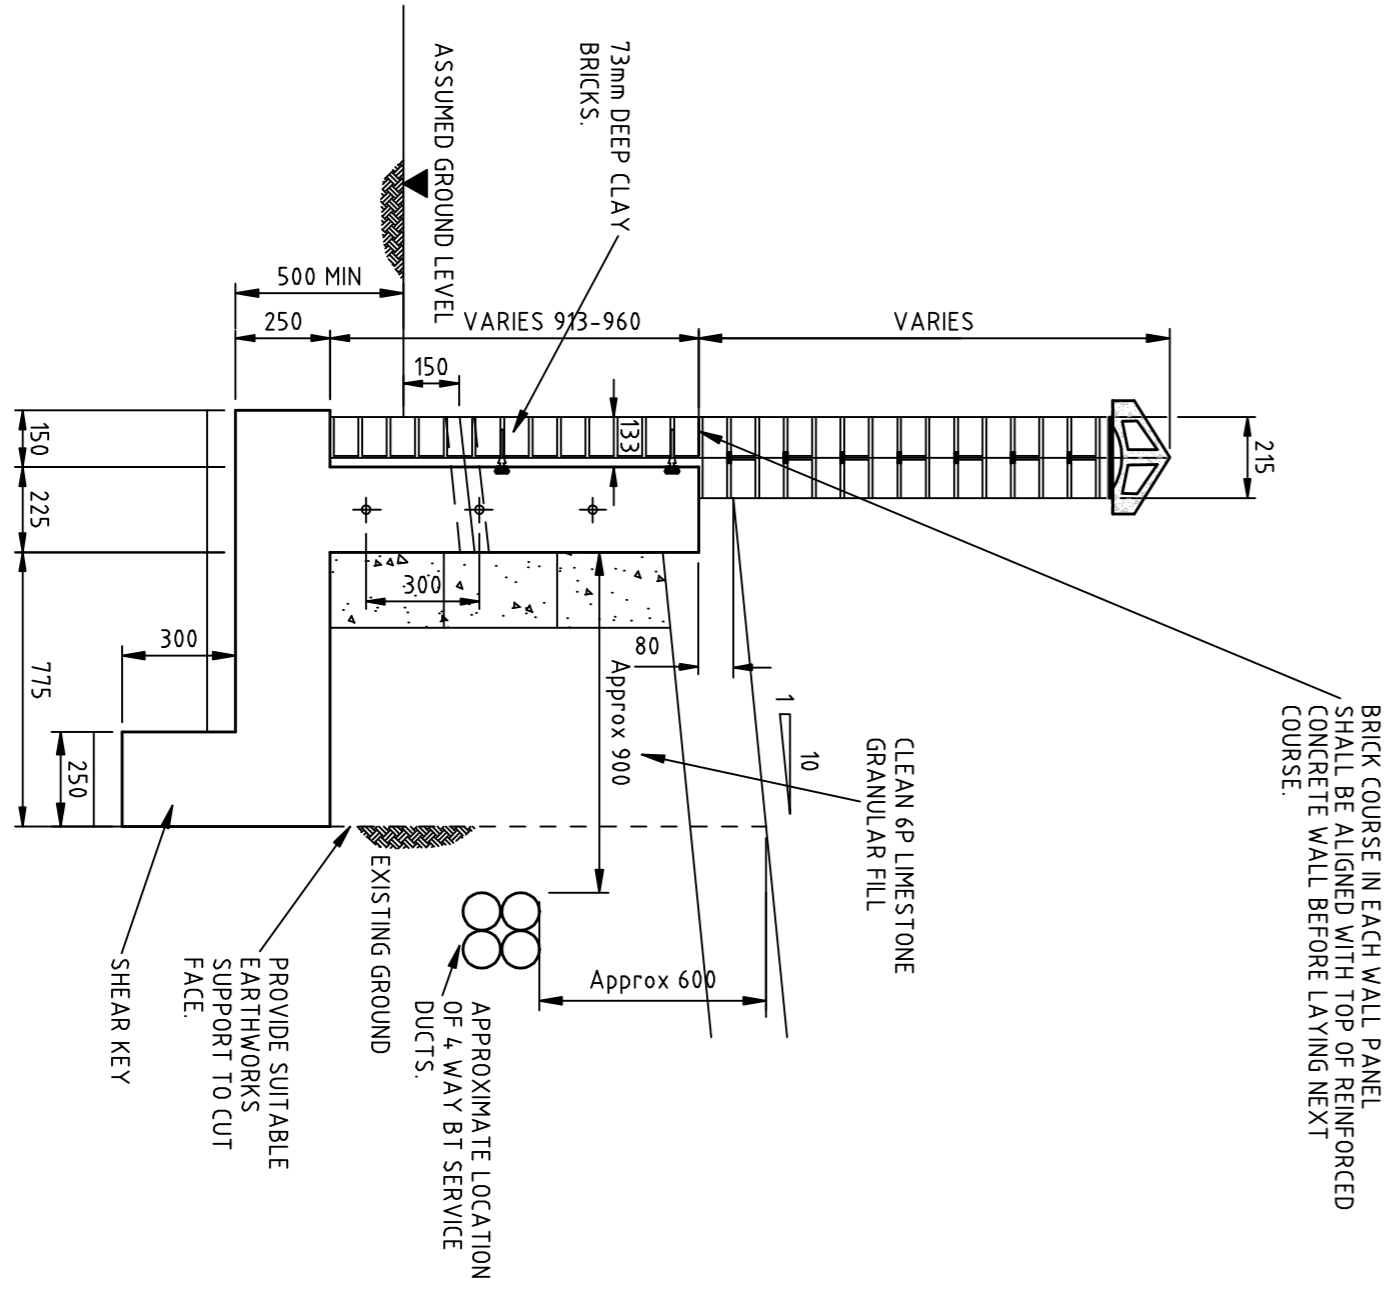 BRICK COURSE IN EACH WALL PANEL
SHALL BE ALIGNED WITH TOP OF REINFORCED
CONCRETE WALL BEFORE LAYING NEXT
COURSE.
215
VARIES
CLEAN 6P LIMESTONE
GRANULAR FILL
1
10
80
Approx 900
Approx 600
73mm DEEP CLAY
BRICKS.
133
VARIES 913-960
150
ASSUMED GROUND LEVEL
500 MIN
250
300
APPROXIMATE LOCATION
OF 4 WAY BT SERVICE
DUCTS.
EXISTING GROUND
PROVIDE SUITABLE
EARTHWORKS
SUPPORT TO CUT
FACE.
SHEAR KEY
300
250
150
225
775